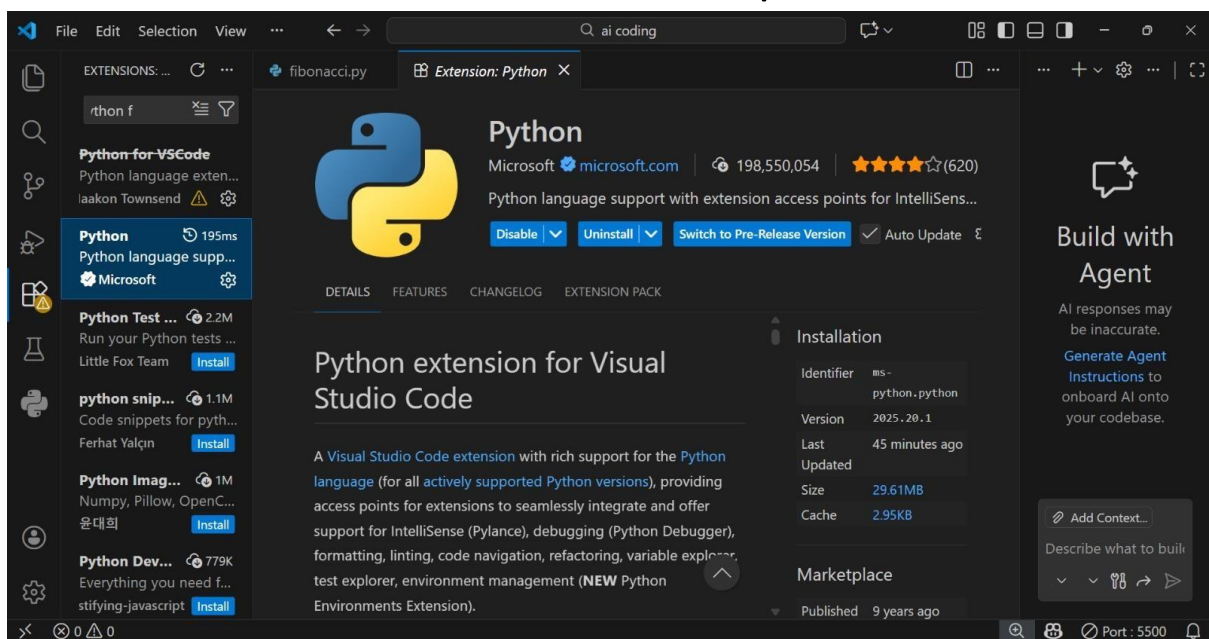 File Edit Selection View ... ai coding
EXTENSIONS: ...
rthon f
Python for VSCode
Python language exten...
laakon Townsend
Python 195ms
Python language supp...
Microsoft
Python Test ... 2.2M
Run your Python tests ...
Little Fox Team Install
python snip... 1.1M
Code snippets for pyth...
Ferhat Yalçın Install
Python Imag... 1M
Numpy, Pillow, OpenC...
윤대희 Install
Python Dev... 779K
Everything you need f...
stifying-javascript Install
fibonacci.py Extension: Python
Python
Microsoft microsoft.com 198,550,054 (620)
Python language support with extension access points for IntelliSens...
Disable Uninstall Switch to Pre-Release Version Auto Update
DETAILS FEATURES CHANGELOG EXTENSION PACK
Python extension for Visual
Studio Code
A Visual Studio Code extension with rich support for the Python
language (for all actively supported Python versions), providing
access points for extensions to seamlessly integrate and offer
support for IntelliSense (Pylance), debugging (Python Debugger),
formatting, linting, code navigation, refactoring, variable explorer,
test explorer, environment management (NEW Python
Environments Extension).
Installation
Identifier ms-
python.python
Version 2025.20.1
Last 45 minutes ago
Updated
Size 29.61MB
Cache 2.95KB
Marketplace
Published 9 years ago
Build with
Agent
AI responses may
be inaccurate.
Generate Agent
Instructions to
onboard AI onto
your codebase.
Add Context...
Describe what to build
0 0 Port : 5500